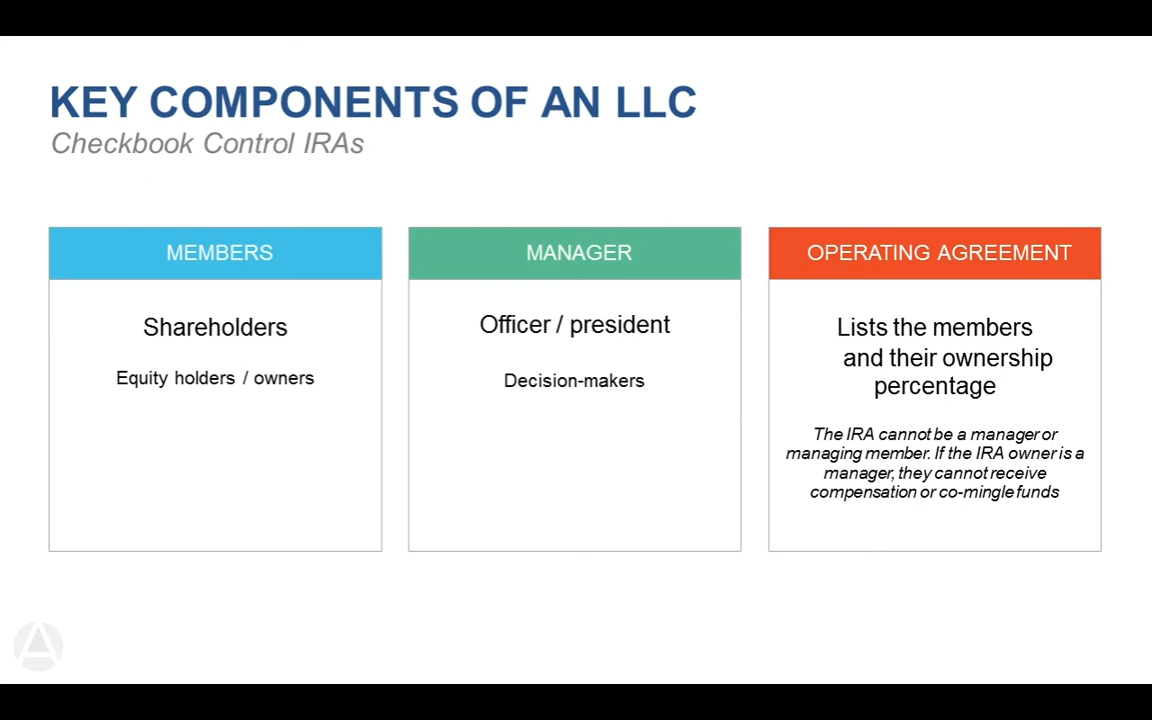 KEY COMPONENTS OF AN LLC
Checkbook Control IRAs
MEMBERS
Shareholders
Equity holders / owners
MANAGER
Officer / president
Decision-makers
OPERATING AGREEMENT
Lists the members
and their ownership
percentage
The IRA cannot be a manager or
managing member. If the IRA owner is a
manager, they cannot receive
compensation or co-mingle funds